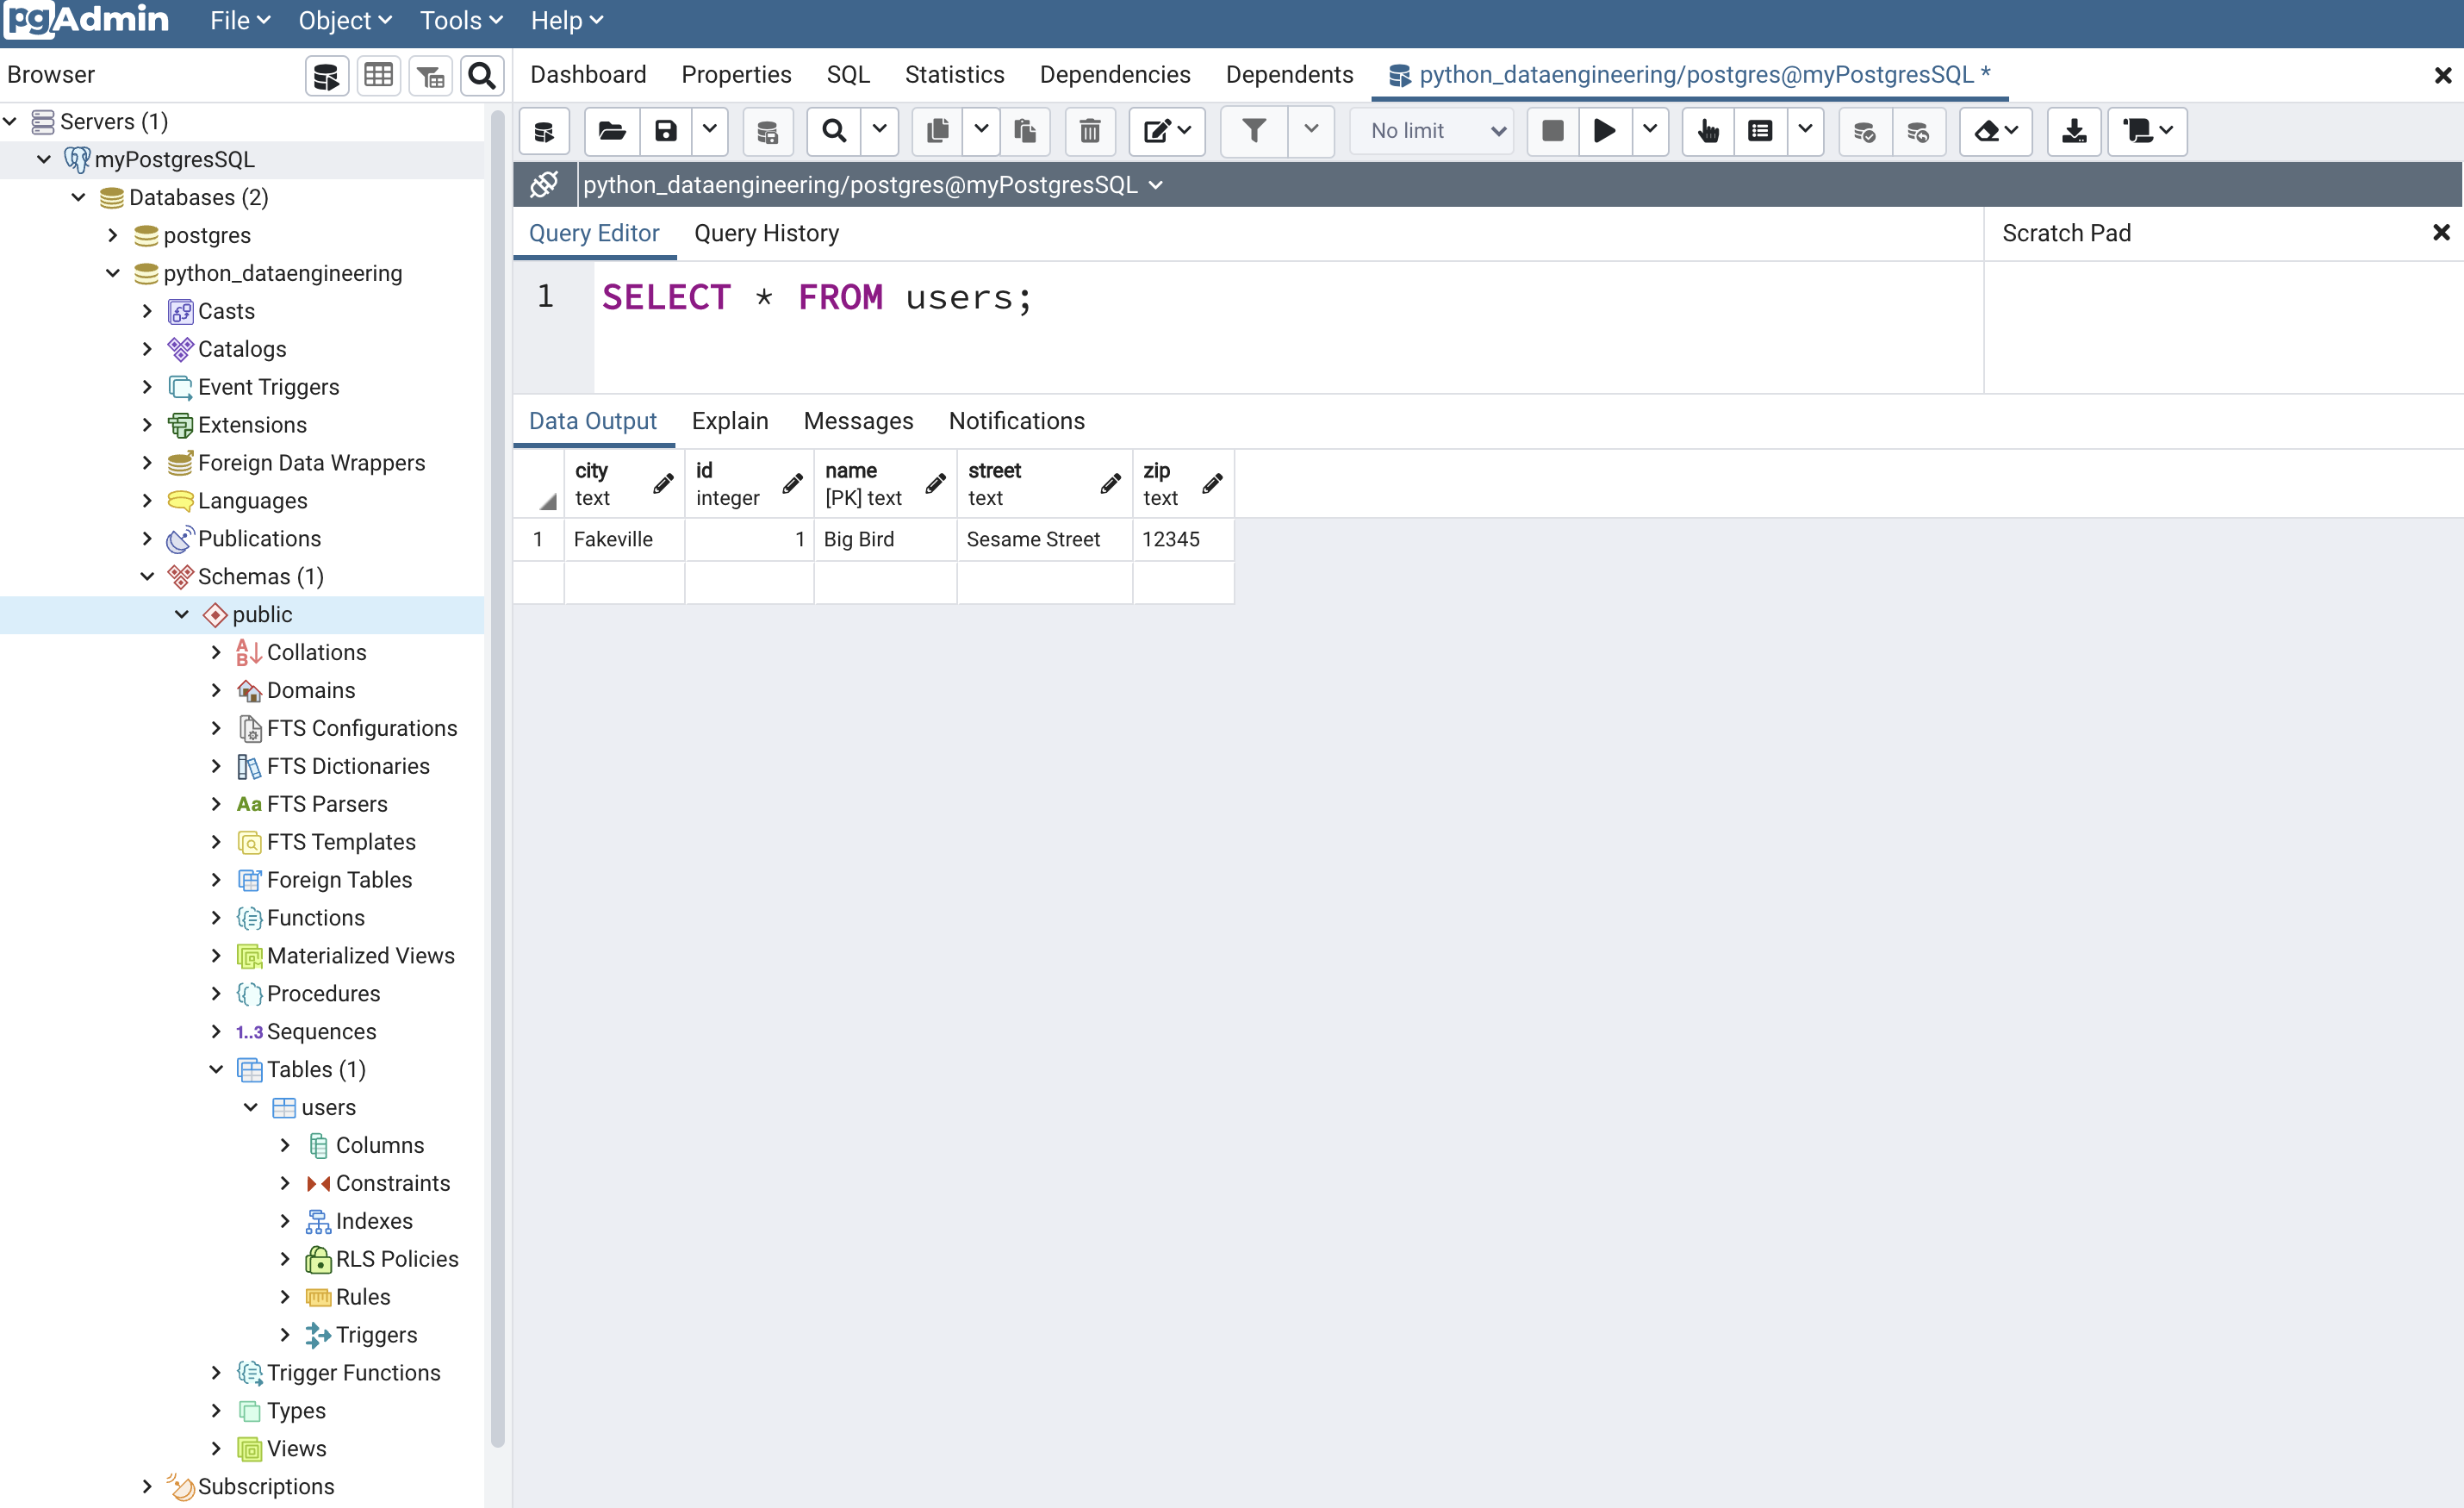 pgAdmin File Object Tools Help
Browser
Dashboard Properties SQL Statistics Dependencies Dependents python_dataengineering/postgres@myPostgresSQL *
No limit
python_dataengineering/postgres@myPostgresSQL
Query Editor Query History Scratch Pad
1 SELECT * FROM users;
Data Output Explain Messages Notifications
city id name street zip
text integer [PK] text text text
1 Fakeville 1 Big Bird Sesame Street 12345
Servers (1)
myPostgresSQL
Databases (2)
postgres
python_dataengineering
Casts
Catalogs
Event Triggers
Extensions
Foreign Data Wrappers
Languages
Publications
Schemas (1)
public
Collations
Domains
FTS Configurations
FTS Dictionaries
Aa FTS Parsers
FTS Templates
Foreign Tables
Functions
Materialized Views
Procedures
1..3 Sequences
Tables (1)
users
Columns
Constraints
Indexes
RLS Policies
Rules
Triggers
Trigger Functions
Types
Views
Subscriptions